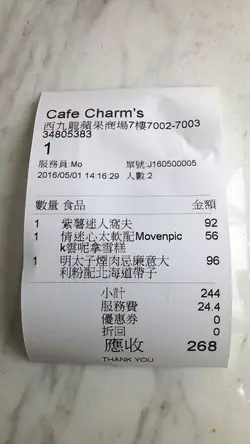 Cafe Charm's
西九龍蘋果商場7樓7002-7003
34805383
1
服務員:Mo 單號:J160500005
2016/05/01 14:16:29 人數:2
數量 食品 金額
1 紫薯迷人窩夫 92
1 情迷心太軟配Movenpic 56
k雲呢拿雪糕
1 明太子煙肉忌廉意大 96
利粉配北海道帶子
小計 244
服務費 24.4
優惠券 0
折回 0
應收 268
THANK YOU